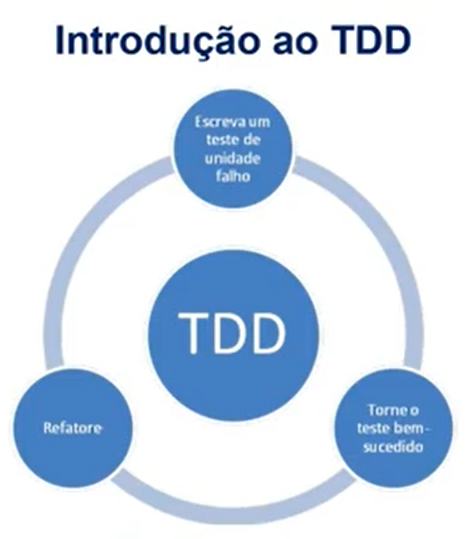 Introdução ao TDD
Escreva um
teste de
unidade
falho
TDD
Refatore
Torne o
teste bem-
sucedido